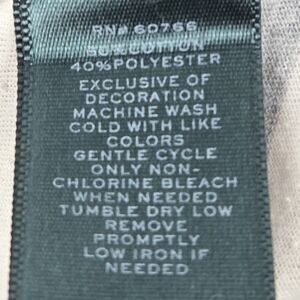 RN# 60766
60% COTTON
40% POLYESTER
EXCLUSIVE OF
DECORATION
MACHINE WASH
COLD WITH LIKE
COLORS
GENTLE CYCLE
ONLY NON-
CHLORINE BLEACH
WHEN NEEDED
TUMBLE DRY LOW
REMOVE
PROMPTLY
LOW IRON IF
NEEDED